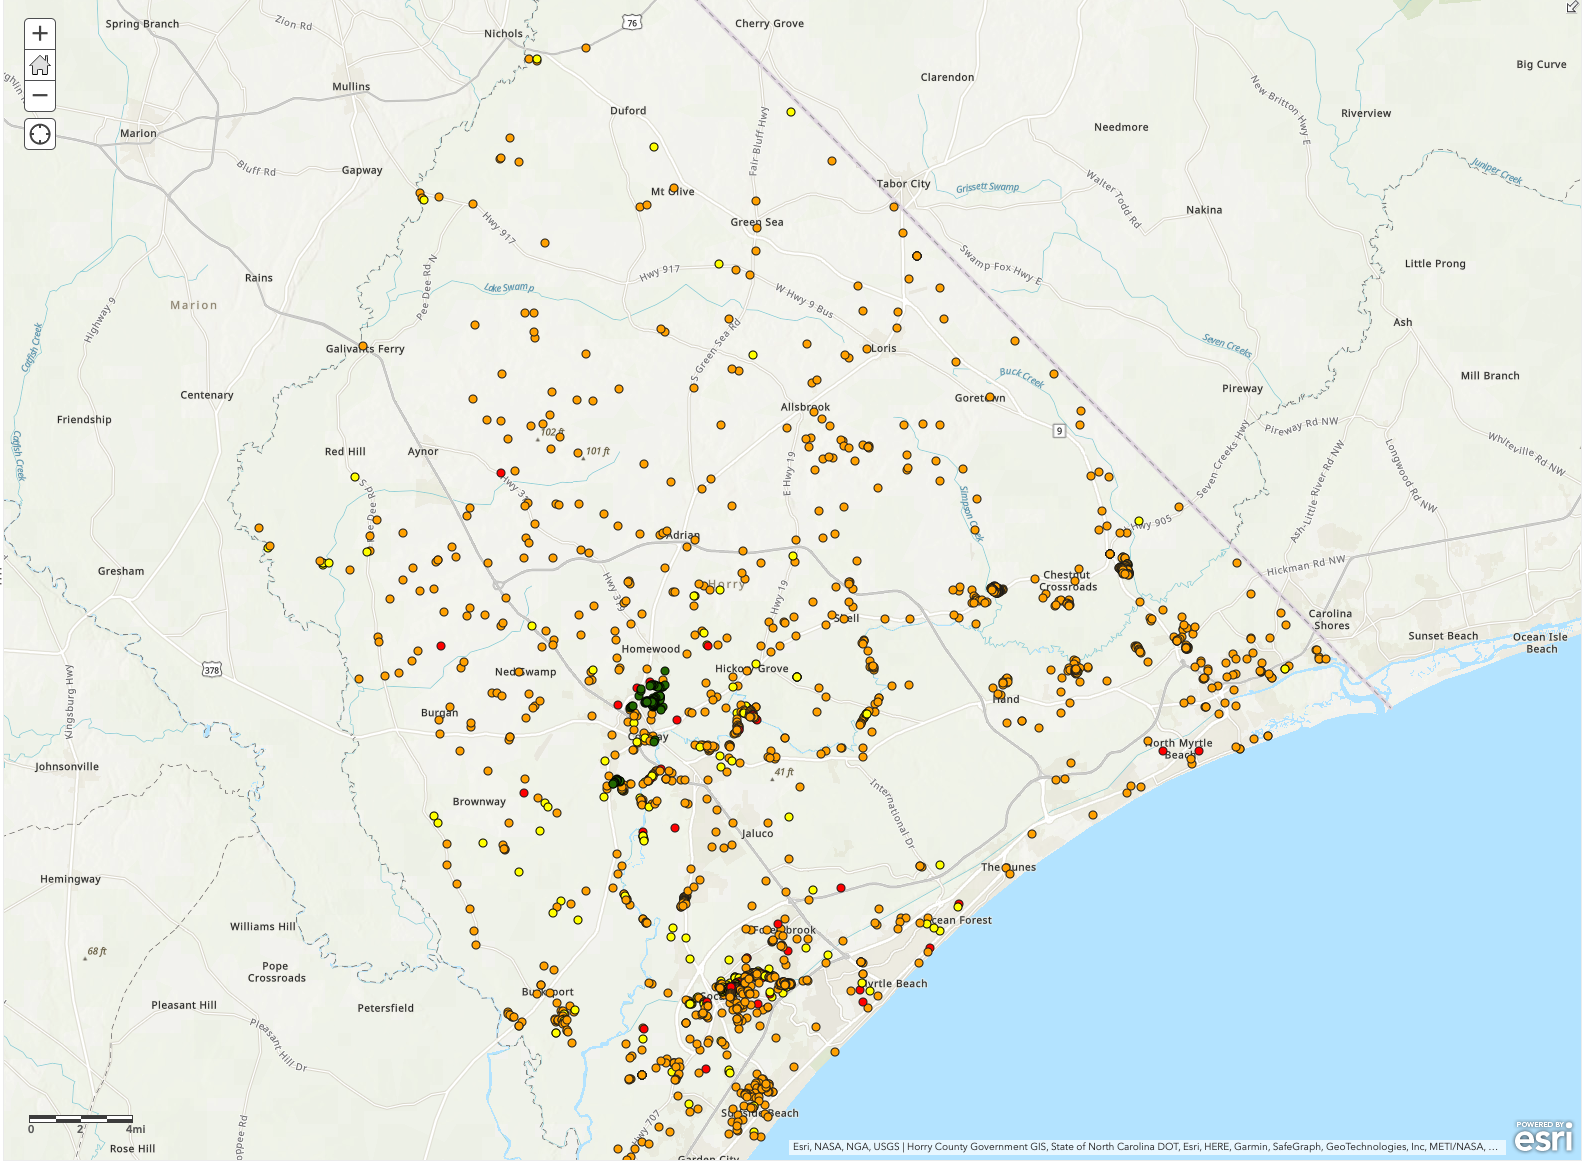 Spring Branch
Zion Rd
Nichols
76
Cherry Grove
Clarendon
Big Curve
Mullins
New Britton Hwy E
Duford
Riverview
Marion
Needmore
Fair Bluff Hwy
Bluff Rd
Gapway
Mt Olive
Tabor City
Grissett Swamp
Walter Todd Rd
Juniper Creek
Nakina
Green Sea
Hwy 917
Swamp Fox Hwy E
Little Prong
Rains
Pee Dee Rd N
Hwy 917
Lake Swamp
W Hwy 9 Bus
Marion
Highway 9
Catfish Creek
Ash
Galivants Ferry
S Green Sea Rd
Loris
Seven Creeks
Buck Creek
Mill Branch
Pireway
Centenary
Goretown
Allsbrook
Friendship
9
Pireway Rd NW
102 ft
Whiteville Rd NW
Catfish Creek
Red Hill
Aynor
101 ft
E Hwy 19
Seven Creeks Hwy
Longwood Rd NW
Ash-Little River Rd NW
Simpson Creek
Hwy 905
Adrian
Hickman Rd NW
Gresham
Horry
Chestnut
Crossroads
Hwy 319
Hwy 19
Shell
Carolina
Shores
Sunset Beach
Ocean Isle
Beach
Homewood
378
Hickory Grove
Kingsburg Hwy
Hand
Burgan
Conway
North Myrtle
Beach
Johnsonville
41 ft
International Dr
Brownway
Jaluco
The Dunes
Hemingway
Williams Hill
Ocean Forest
Forestbrook
68 ft
Pope
Crossroads
Bucksport
Myrtle Beach
Pleasant Hill
Petersfield
Pleasant Hill Dr
Surfside Beach
Hwy 707
0 2 4mi
Rose Hill
Garden City
Esri, NASA, NGA, USGS | Horry County Government GIS, State of North Carolina DOT, Esri, HERE, Garmin, SafeGraph, GeoTechnologies, Inc, METI/NASA, ...
POWERED BY
esri